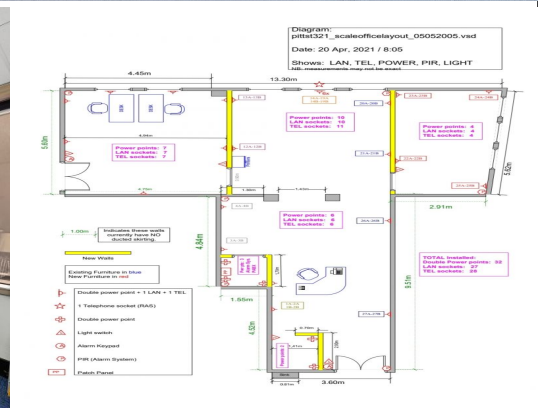 Diagram:
pittst321_scaleofficelayout_05052005.vsd
Date: 20 Apr, 2021 / 8:05
Shows: LAN, TEL, POWER, PIR, LIGHT
NB: measurements may not be exact
4.45m
13.30m
Power points: 7
LAN sockets: 7
TEL sockets: 7
Power points: 10
LAN sockets: 10
TEL sockets: 11
Power points: 4
LAN sockets: 4
TEL sockets: 4
5.60m
5.42m
2.91m
1.00m
Indicates these walls
currently have NO
ducted skirting.
New Walls
Existing Furniture in blue
New Furniture in red
4.84m
Power points: 6
LAN sockets: 6
TEL sockets: 6
TOTAL Installed:
Double Power points: 32
LAN sockets: 27
TEL sockets: 28
9.51m
1.55m
4.52m
3.60m
Double power point + 1 LAN + 1 TEL
1 Telephone socket (RAS)
Double power point
Light switch
Alarm Keypad
PIR (Alarm System)
PP
Patch Panel